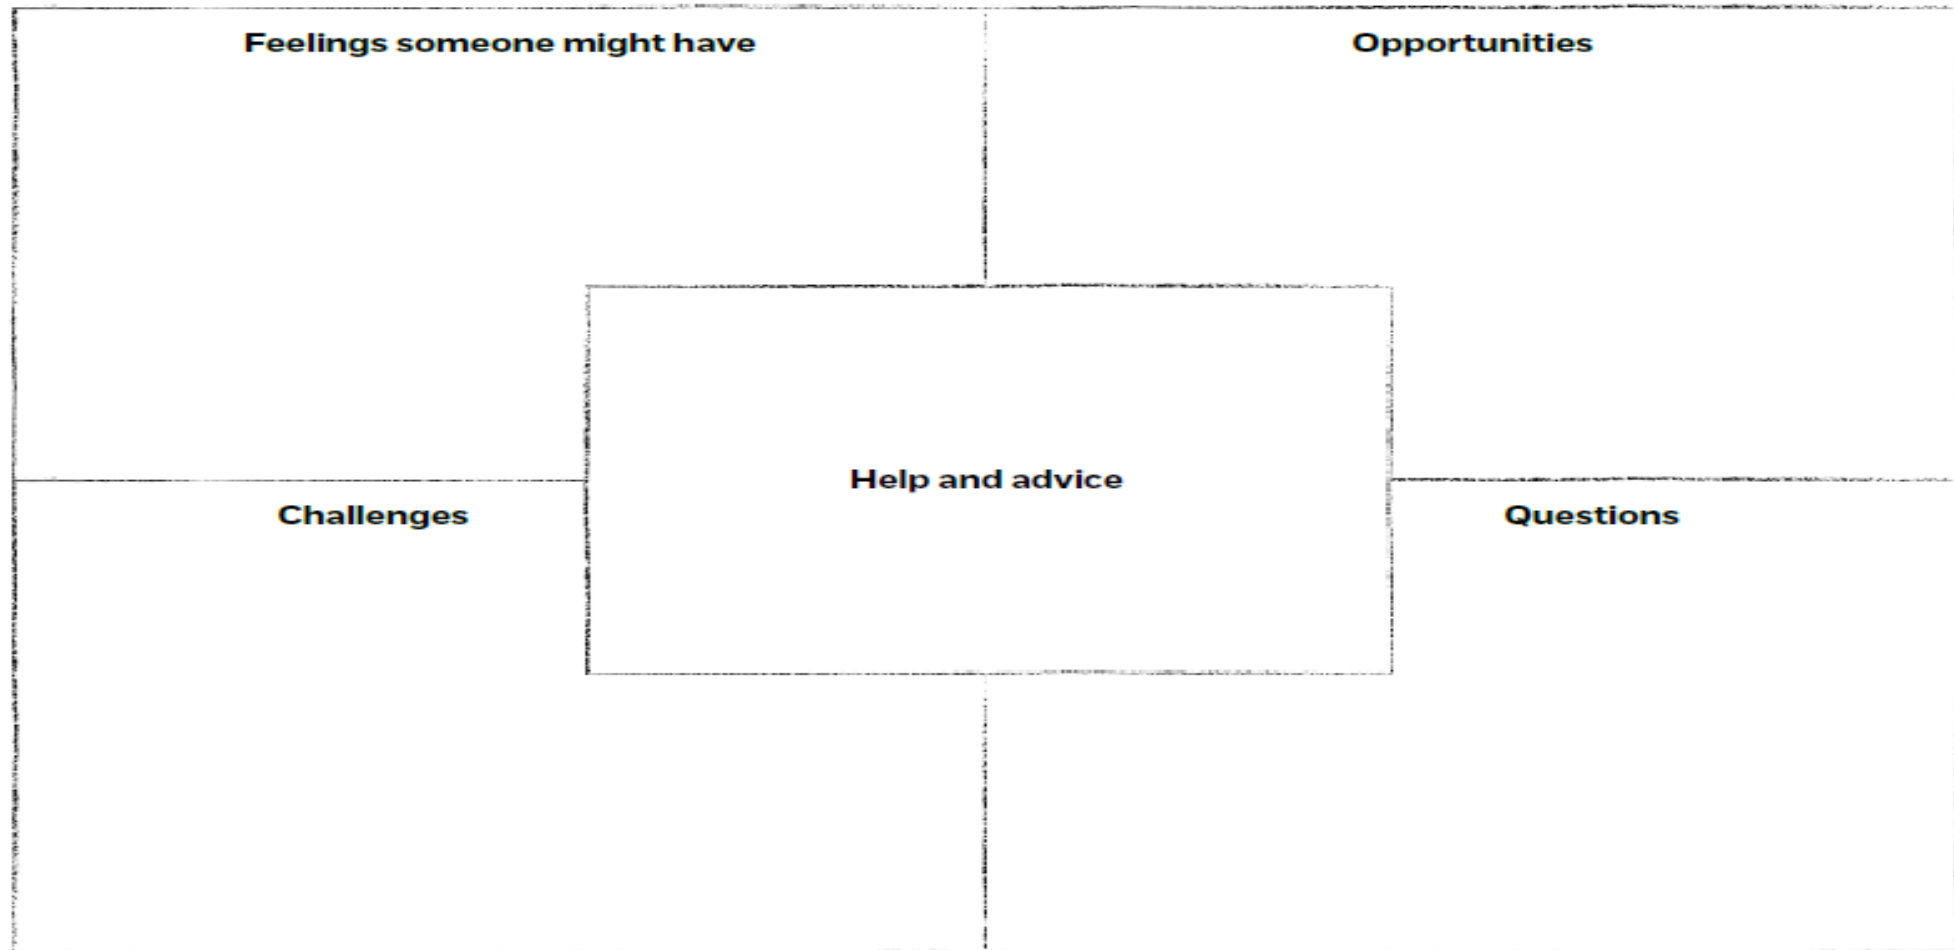 Feelings someone might have
Opportunities
Help and advice
Challenges
Questions